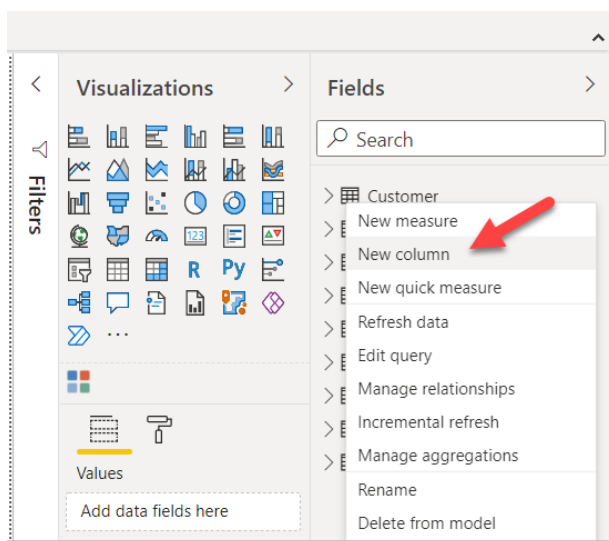 Visualizations
Fields
Search
Filters
Customer
New measure
New column
New quick measure
Refresh data
Edit query
Manage relationships
Incremental refresh
Manage aggregations
Rename
Delete from model
123
R
Py
...
Values
Add data fields here